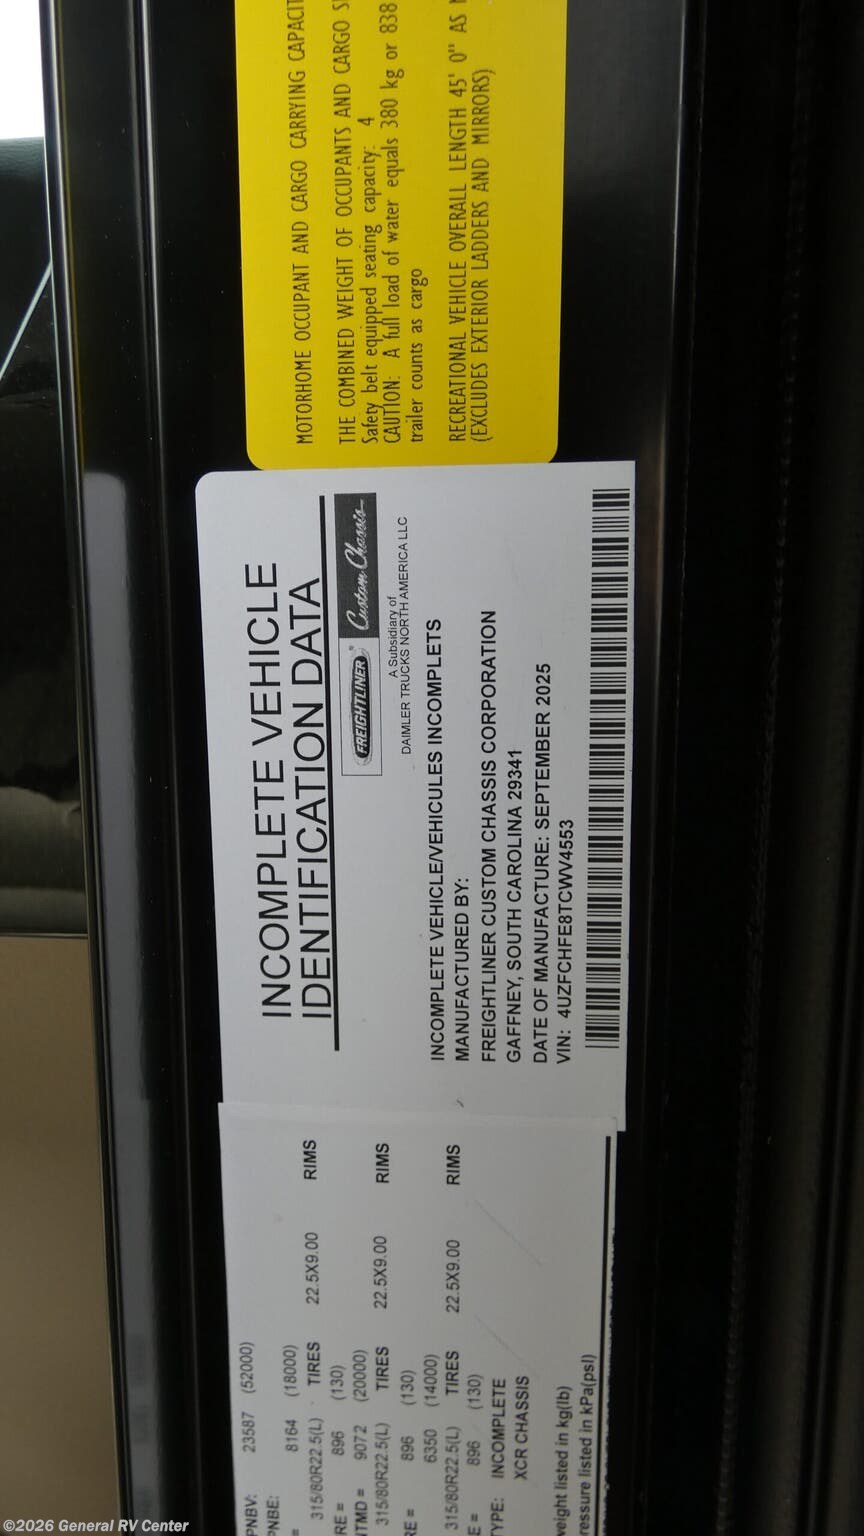 MOTORHOME OCCUPANT AND CARGO CARRYING
THE COMBINED WEIGHT OF OCCUPANTS AND CARGO
Safety belt equipped seating capacity: 4
CAUTION: A full load of water equals 380 kg or 838
trailer counts as cargo
RECREATIONAL VEHICLE OVERALL LENGTH 45' 0" AS
(EXCLUDES EXTERIOR LADDERS AND MIRRORS)
INCOMPLETE VEHICLE
IDENTIFICATION DATA
FREIGHTLINER Custom Chassis
A Subsidiary of
DAIMLER TRUCKS NORTH AMERICA LLC
INCOMPLETE VEHICLE/VEHICULES INCOMPLETS
MANUFACTURED BY:
FREIGHTLINER CUSTOM CHASSIS CORPORATION
GAFFNEY, SOUTH CAROLINA 29341
DATE OF MANUFACTURE: SEPTEMBER 2025
VIN: 4UZFCHFE8TCWV4553
PNBV: 23587 (52000)
PNBE:
= 8164 (18000)
315/80R22.5(L) TIRES 22.5X9.00 RIMS
RE = 896 (130)
TMD = 9072 (20000)
315/80R22.5(L) TIRES 22.5X9.00 RIMS
RE = 896 (130)
6350 (14000)
315/80R22.5(L) TIRES 22.5X9.00 RIMS
E = 896 (130)
TYPE: INCOMPLETE
XCR CHASSIS
eight listed in kg(lb)
ressure listed in kPa(psI)
©2026 General RV Center